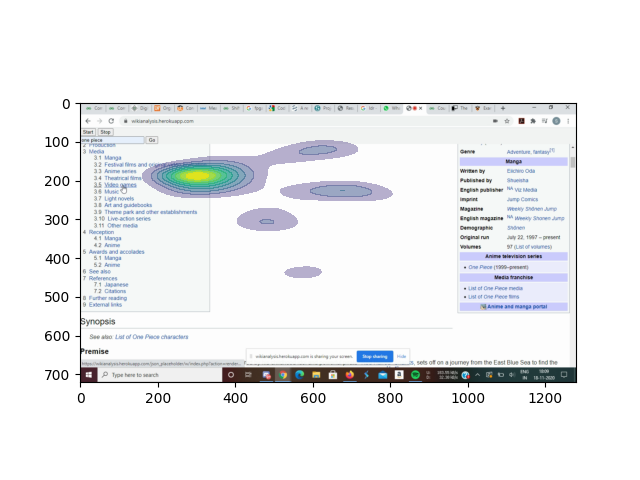 wikianalysis.herokuapp.com
Start Stop
one piece Go
2 Production
3 Media
3.1 Manga
3.2 Festival films and
3.3 Anime series
3.4 Theatrical films
3.5 Video games
3.6 Music
3.7 Light novels
3.8 Art and guidebooks
3.9 Theme park and other establishments
3.10 Live-action series
3.11 Other media
4 Reception
4.1 Manga
4.2 Anime
5 Awards and accolades
5.1 Manga
5.2 Anime
6 See also
7 References
7.1 Japanese
7.2 Citations
8 Further reading
9 External links
Genre Adventure, fantasy[1]
Manga
Written by Eiichiro Oda
Published by Shueisha
English publisher NA Viz Media
Imprint Jump Comics
Magazine Weekly Shōnen Jump
English magazine NA Weekly Shonen Jump
Demographic Shōnen
Original run July 22, 1997 – present
Volumes 97 (List of volumes)
Anime television series
• One Piece (1999–present)
Media franchise
• List of One Piece media
• List of One Piece films
Anime and manga portal
Synopsis
See also: List of One Piece characters
Premise
wikianalysis.herokuapp.com is sharing your screen. Stop sharing Hide
sets off on a journey from the East Blue Sea to find the
Type here to search
ENG
IN
18-11-2020
0
100
200
300
400
500
600
700
0 200 400 600 800 1000 1200